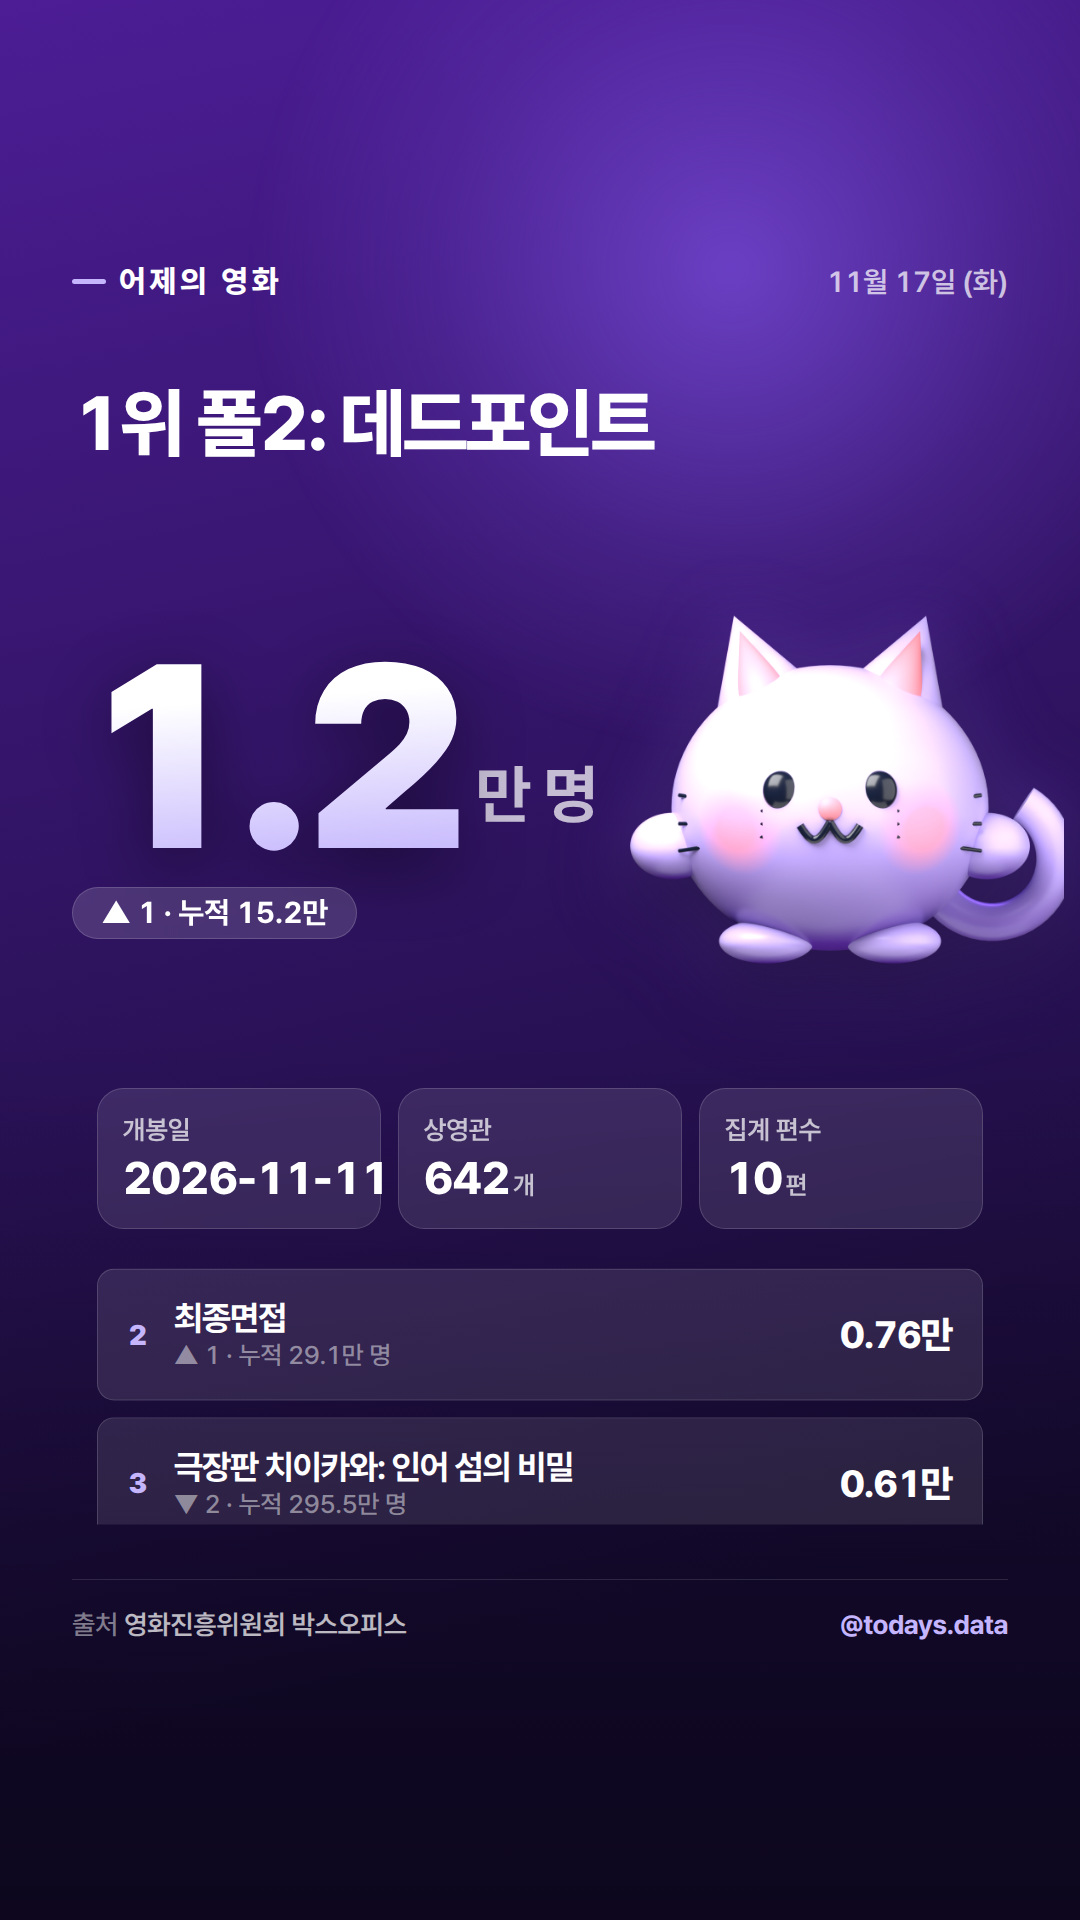 어제의 영화
11월 17일 (화)
1위 폴2: 데드포인트
1.2만 명
▲ 1 · 누적 15.2만
개봉일
2026-11-11
상영관
642개
집계 편수
10편
2
최종면접
▲ 1 · 누적 29.1만 명
0.76만
3
극장판 치이카와: 인어 섬의 비밀
▼ 2 · 누적 295.5만 명
0.61만
출처 영화진흥위원회 박스오피스
@todays.data